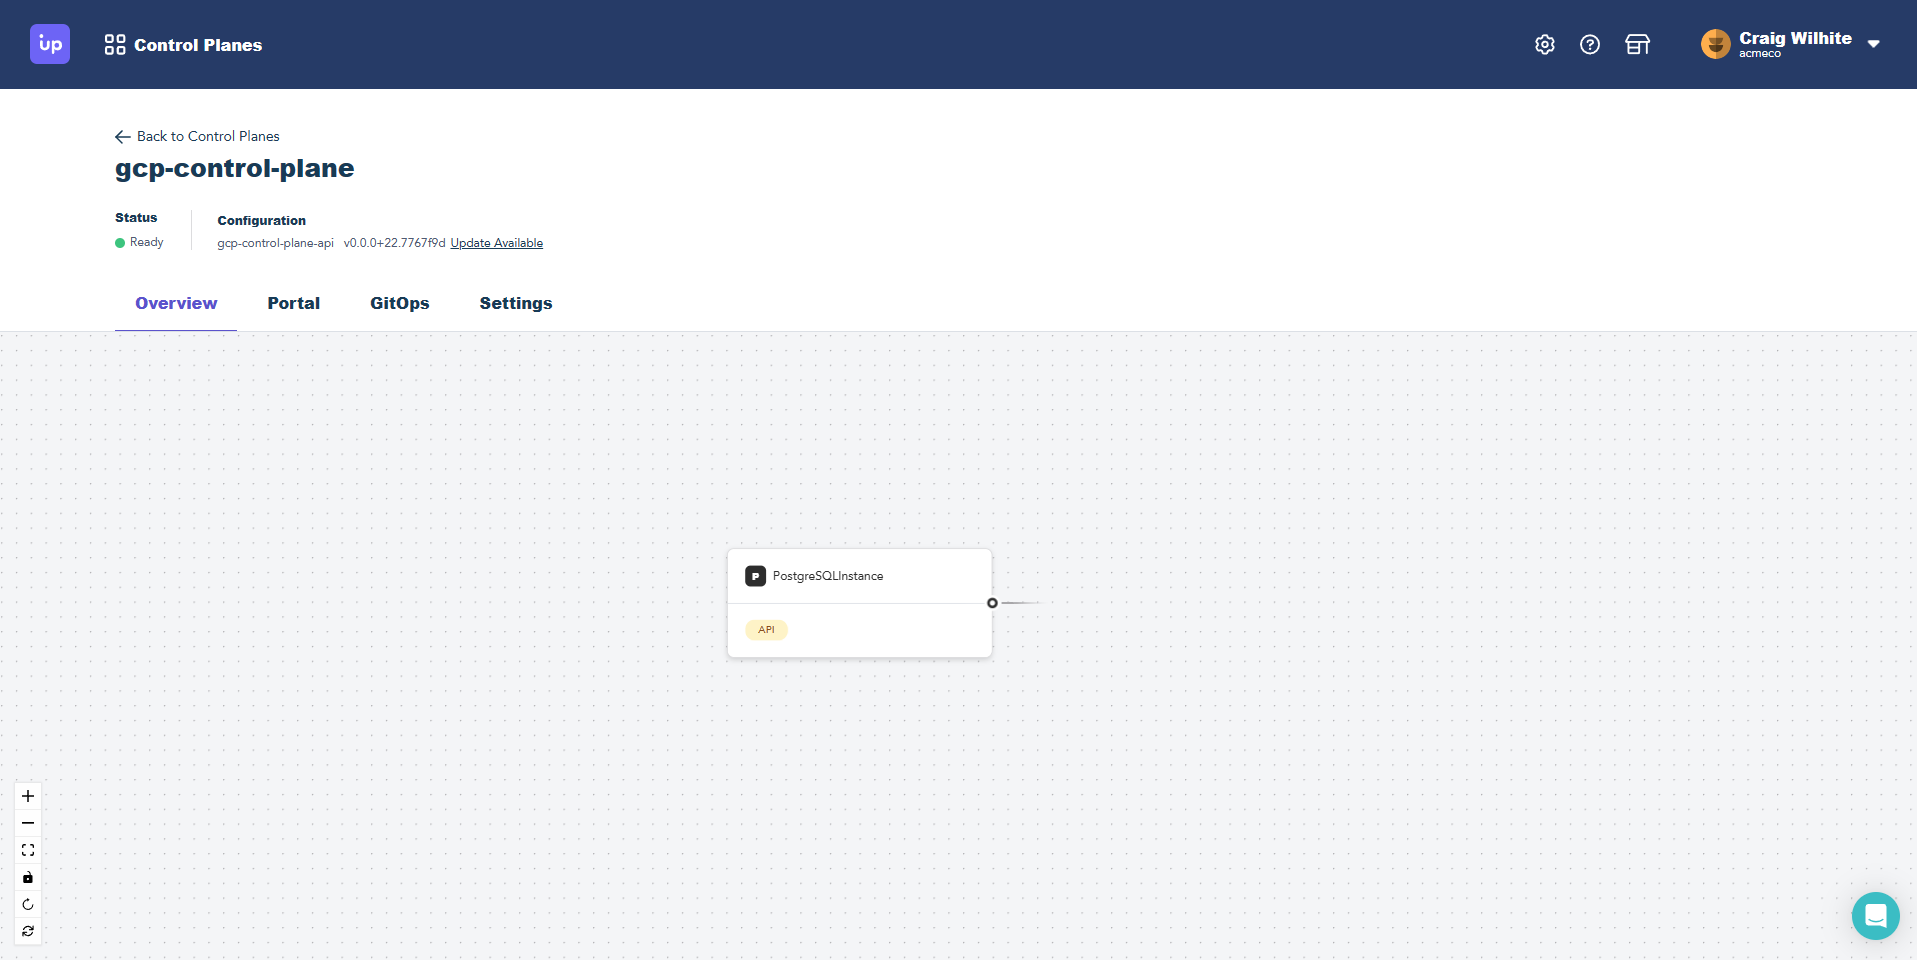 up
Control Planes
Craig Wilhite
acmeco
Back to Control Planes
gcp-control-plane
Status
Configuration
Ready
gcp-control-plane-api v0.0.0+22.7767f9d Update Available
Overview Portal GitOps Settings
P PostgreSQLInstance
API